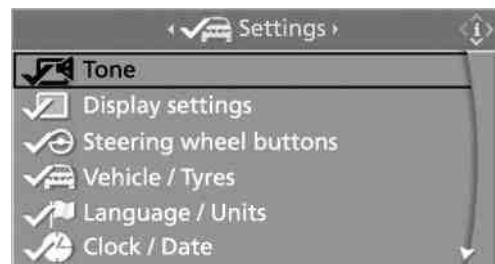 Settings
Tone
Display settings
Steering wheel buttons
Vehicle / Tyres
Language / Units
Clock / Date